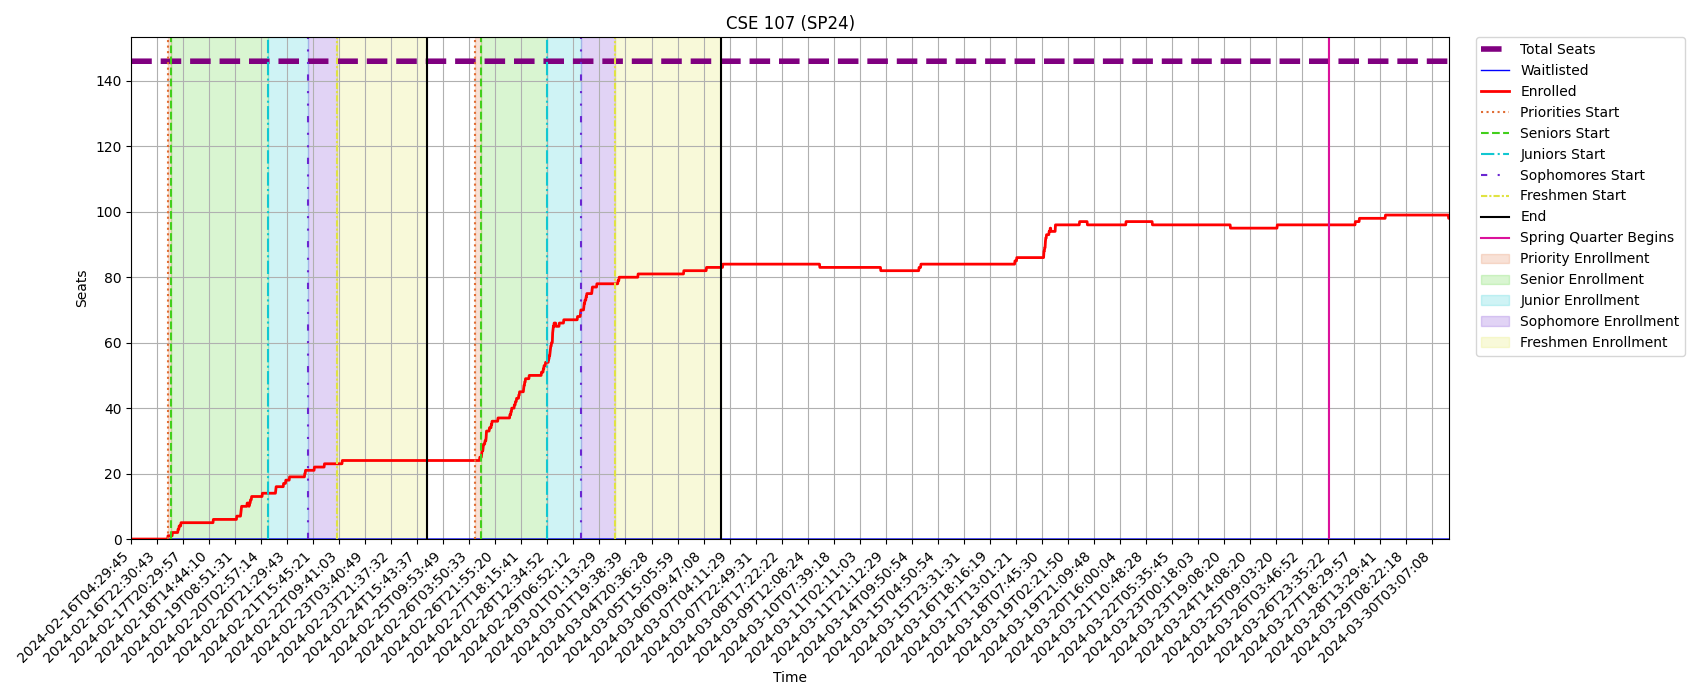 CSE 107 (SP24)
Seats
140
120
100
80
60
40
20
0
2024-02-16T04:29:45
2024-02-16T22:30:43
2024-02-17T20:29:57
2024-02-18T14:44:10
2024-02-19T08:51:31
2024-02-20T02:57:14
2024-02-20T21:29:43
2024-02-21T15:45:21
2024-02-22T09:41:03
2024-02-23T03:40:49
2024-02-23T21:37:32
2024-02-24T15:43:37
2024-02-25T09:53:49
2024-02-26T03:50:33
2024-02-26T21:55:20
2024-02-27T18:15:41
2024-02-28T12:34:52
2024-02-29T06:52:12
2024-03-01T01:13:29
2024-03-01T19:38:39
2024-03-04T20:36:28
2024-03-05T15:05:59
2024-03-06T09:47:08
2024-03-07T04:11:29
2024-03-07T22:49:31
2024-03-08T17:22:22
2024-03-09T12:08:24
2024-03-10T07:39:18
2024-03-11T02:11:03
2024-03-11T21:12:29
2024-03-14T09:50:54
2024-03-15T04:50:54
2024-03-15T23:31:31
2024-03-16T18:16:19
2024-03-17T13:01:21
2024-03-18T07:45:30
2024-03-19T02:21:50
2024-03-19T21:09:48
2024-03-20T16:00:04
2024-03-21T10:48:28
2024-03-22T05:35:45
2024-03-23T00:18:03
2024-03-23T19:08:20
2024-03-24T14:08:20
2024-03-25T09:03:20
2024-03-26T03:46:52
2024-03-26T23:35:22
2024-03-27T18:29:57
2024-03-28T13:29:41
2024-03-29T08:22:18
2024-03-30T03:07:08
Time
Total Seats
Waitlisted
Enrolled
Priorities Start
Seniors Start
Juniors Start
Sophomores Start
Freshmen Start
End
Spring Quarter Begins
Priority Enrollment
Senior Enrollment
Junior Enrollment
Sophomore Enrollment
Freshmen Enrollment